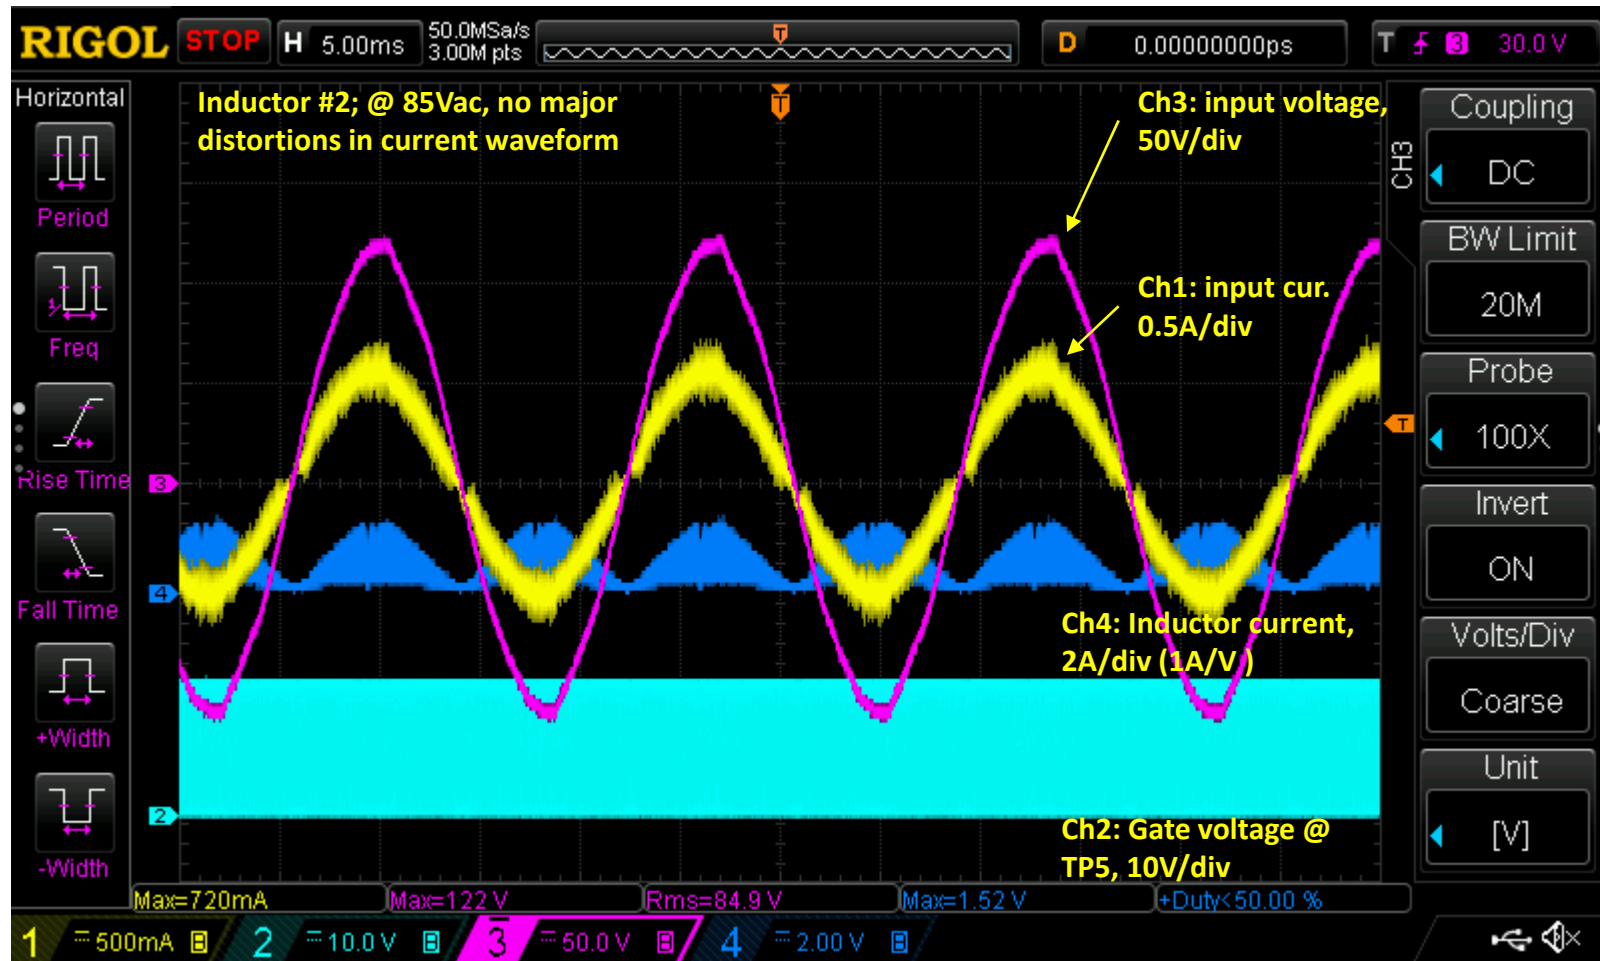 RIGOL STOP H 5.00ms 50.0MSa/s 3.00M pts T D 0.00000000ps T 3 30.0 V
Horizontal
Period
Freq
Rise Time
Fall Time
+Width
-Width
Inductor #2; @ 85Vac, no major
distortions in current waveform
T
Ch3: input voltage,
50V/div
Ch1: input cur.
0.5A/div
T
3
4
2
Ch4: Inductor current,
2A/div (1A/V )
Ch2: Gate voltage @
TP5, 10V/div
CH3
Coupling
DC
BW Limit
20M
Probe
100X
Invert
ON
Volts/Div
Coarse
Unit
[V]
Max=720mA Max=122 V Rms=84.9 V Max=1.52 V +Duty<50.00 %
1 500mA B 2 10.0 V B 3 50.0 V B 4 2.00 V B